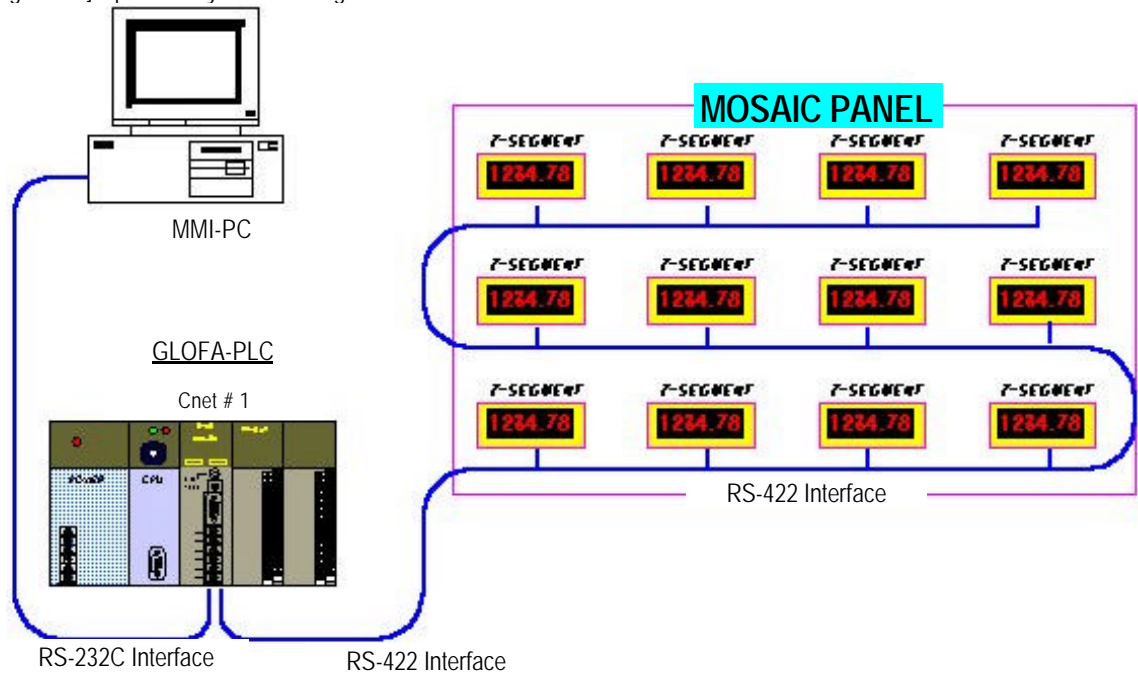 MMI-PC
MOSAIC PANEL
7-SEGMENT 7-SEGMENT 7-SEGMENT 7-SEGMENT
1234.78 1234.78 1234.78 1234.78
7-SEGMENT 7-SEGMENT 7-SEGMENT 7-SEGMENT
1234.78 1234.78 1234.78 1234.78
7-SEGMENT 7-SEGMENT 7-SEGMENT 7-SEGMENT
1234.78 1234.78 1234.78 1234.78
RS-422 Interface
GLOFA-PLC
Cnet # 1
POWER CPU
RS-232C Interface
RS-422 Interface